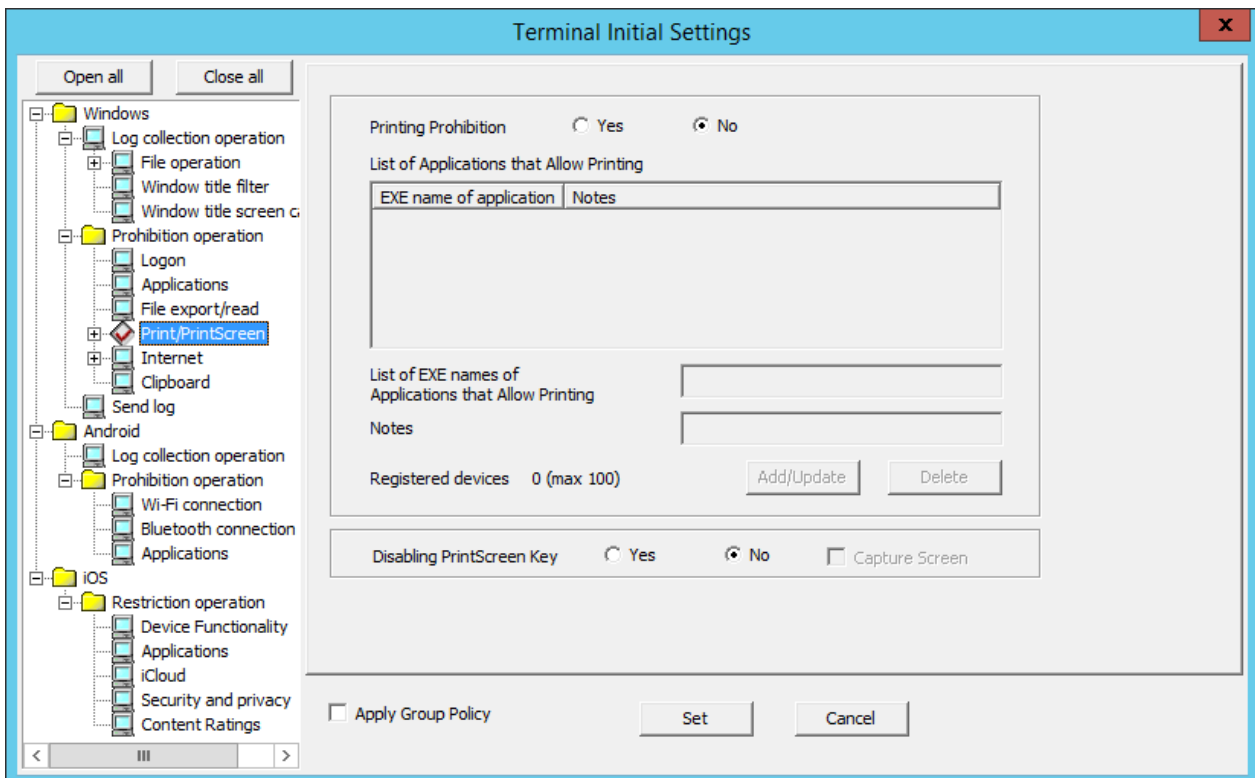 Terminal Initial Settings
x
Open all Close all
Windows
Log collection operation
File operation
Window title filter
Window title screen ca
Prohibition operation
Logon
Applications
File export/read
Print/PrintScreen
Internet
Clipboard
Send log
Android
Log collection operation
Prohibition operation
Wi-Fi connection
Bluetooth connection
Applications
iOS
Restriction operation
Device Functionality
Applications
iCloud
Security and privacy
Content Ratings
Printing Prohibition Yes No
List of Applications that Allow Printing
EXE name of application Notes
List of EXE names of
Applications that Allow Printing
Notes
Registered devices 0 (max 100) Add/Update Delete
Disabling PrintScreen Key Yes No Capture Screen
Apply Group Policy Set Cancel